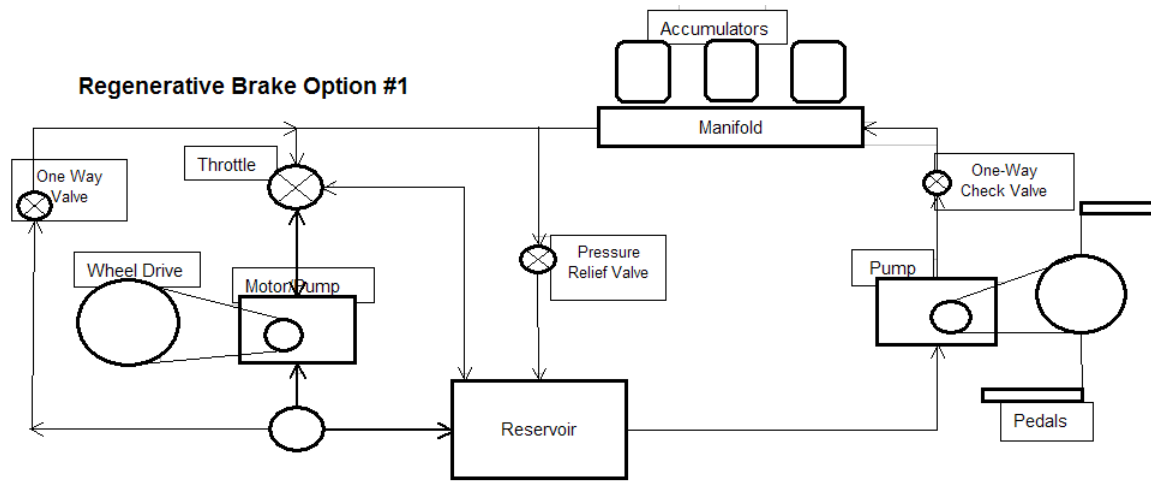 Accumulators
Regenerative Brake Option #1
Manifold
Throttle
One Way
Valve
One-Way
Check Valve
Pressure
Relief Valve
Wheel Drive
Motor/Pump
Pump
Reservoir
Pedals